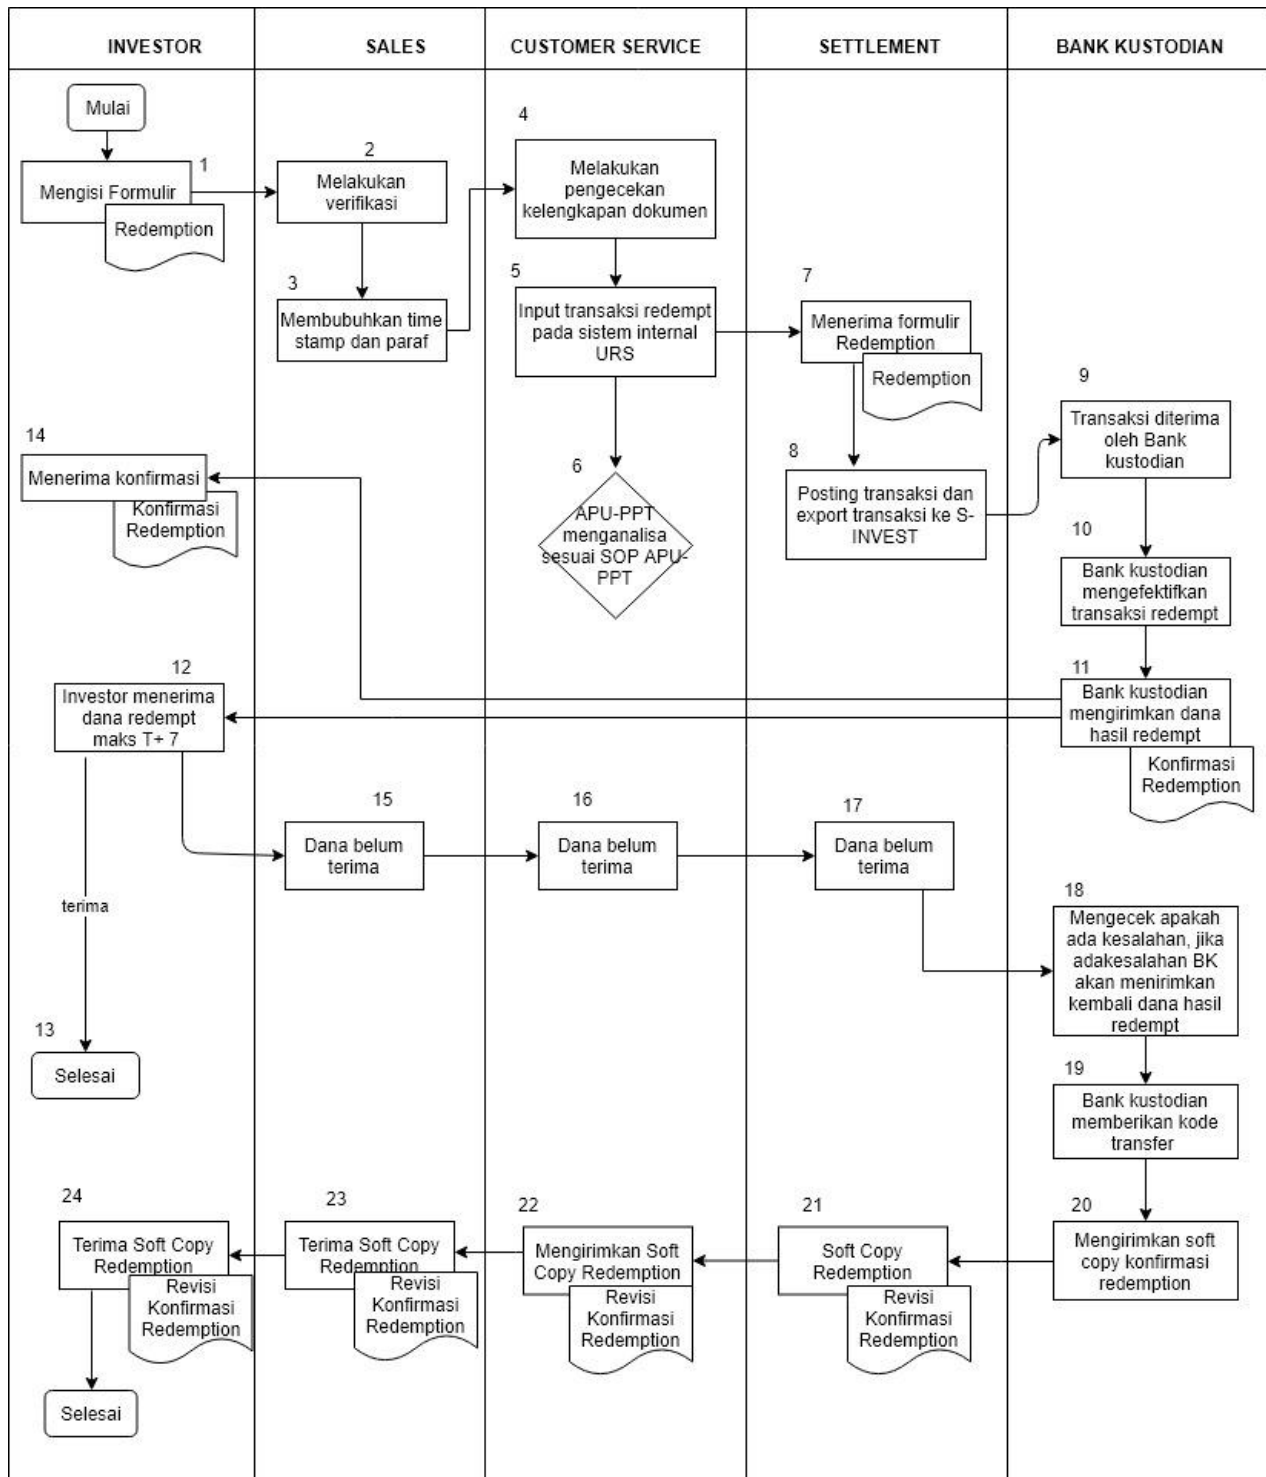 INVESTOR
SALES
CUSTOMER SERVICE
SETTLEMENT
BANK KUSTODIAN
Mulai
1
Mengisi Formulir
Redemption
2
Melakukan
verifikasi
3
Membubuhkan time
stamp dan paraf
4
Melakukan
pengecekan
kelengkapan dokumen
5
Input transaksi redempt
pada sistem internal
URS
6
APU-PPT
menganalisa
sesuai SOP APU-
PPT
7
Menerima formulir
Redemption
Redemption
8
Posting transaksi dan
export transaksi ke S-
INVEST
9
Transaksi diterima
oleh Bank
kustodian
10
Bank kustodian
mengefektifkan
transaksi redempt
11
Bank kustodian
mengirimkan dana
hasil redempt
Konfirmasi
Redemption
14
Menerima konfirmasi
Konfirmasi
Redemption
12
Investor menerima
dana redempt
maks T+ 7
terima
13
Selesai
15
Dana belum
terima
16
Dana belum
terima
17
Dana belum
terima
18
Mengecek apakah
ada kesalahan, jika
adakesalahan BK
akan menirimkan
kembali dana hasil
redempt
19
Bank kustodian
memberikan kode
transfer
20
Mengirimkan soft
copy konfirmasi
redemption
21
Soft Copy
Redemption
Revisi
Konfirmasi
Redemption
22
Mengirimkan Soft
Copy Redemption
Revisi
Konfirmasi
Redemption
23
Terima Soft Copy
Redemption
Revisi
Konfirmasi
Redemption
24
Terima Soft Copy
Redemption
Revisi
Konfirmasi
Redemption
Selesai